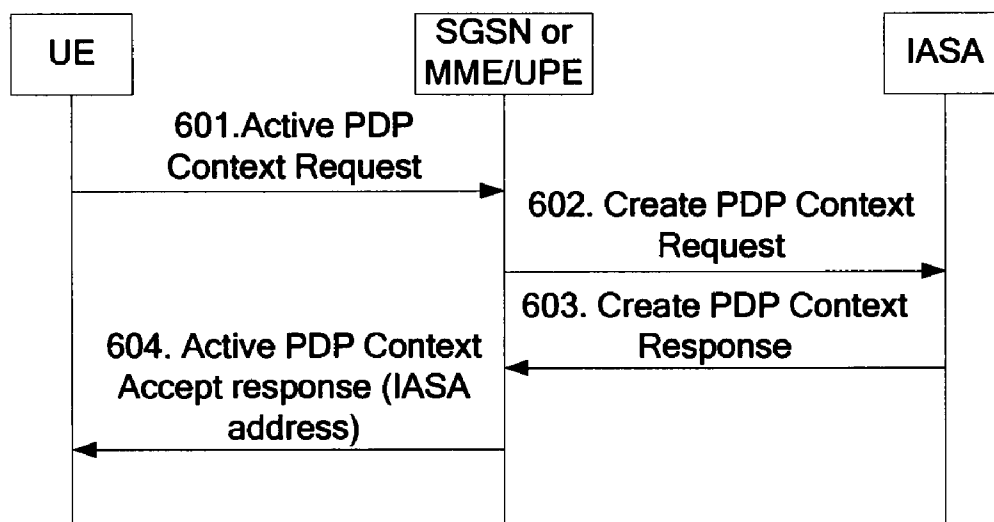 UE
SGSN or
MME/UPE
IASA
601.Active PDP
Context Request
602. Create PDP Context
Request
603. Create PDP Context
Response
604. Active PDP Context
Accept response (IASA
address)